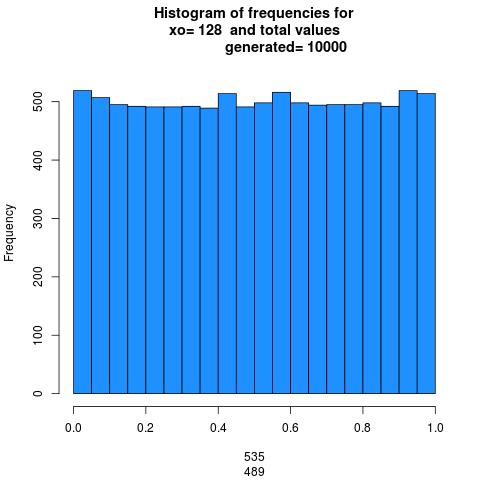 Histogram of frequencies for
xo= 128  and total values
generated= 10000
Frequency
500
400
300
200
100
0
0.0 0.2 0.4 0.6 0.8 1.0
535
489